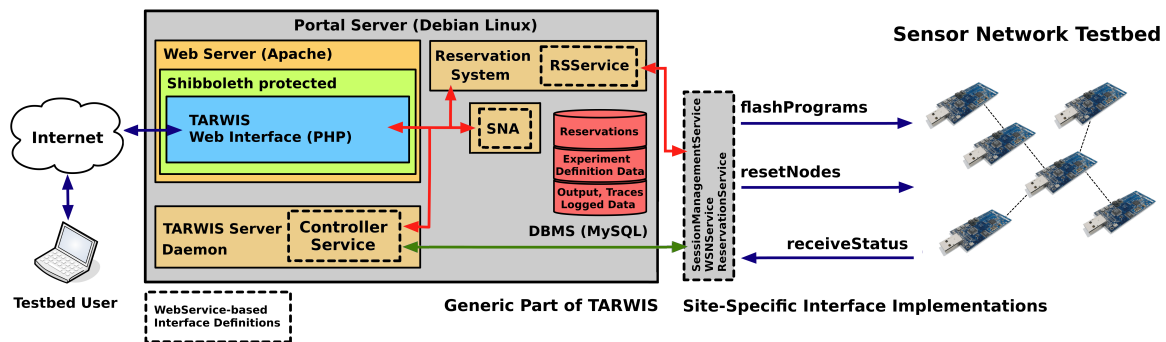 Portal Server (Debian Linux)
Web Server (Apache)
Shibboleth protected
TARWIS
Web Interface (PHP)
Reservation
System
RSService
SNA
Reservations
Experiment
Definition Data
Output, Traces
Logged Data
DBMS (MySQL)
TARWIS Server
Daemon
Controller
Service
Internet
Testbed User
WebService-based
Interface Definitions
Generic Part of TARWIS
SessionManagementService
WSNService
ReservationService
Site-Specific Interface Implementations
Sensor Network Testbed
flashPrograms
resetNodes
receiveStatus